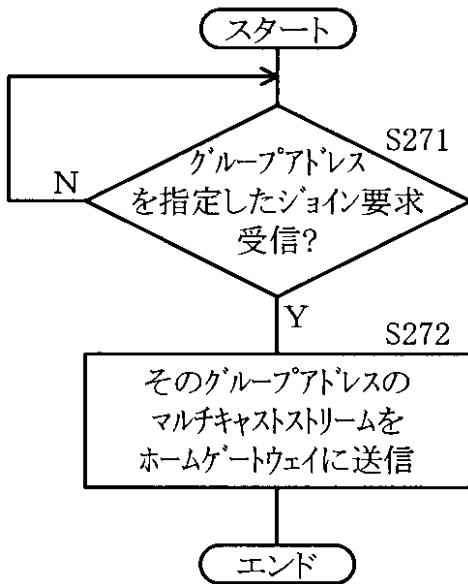 スタート
S271
グループアドレス
を指定したジョイン要求
受信?
N
Y
S272
そのグループアドレスの
マルチキャストストリームを
ホームゲートウェイに送信
エンド